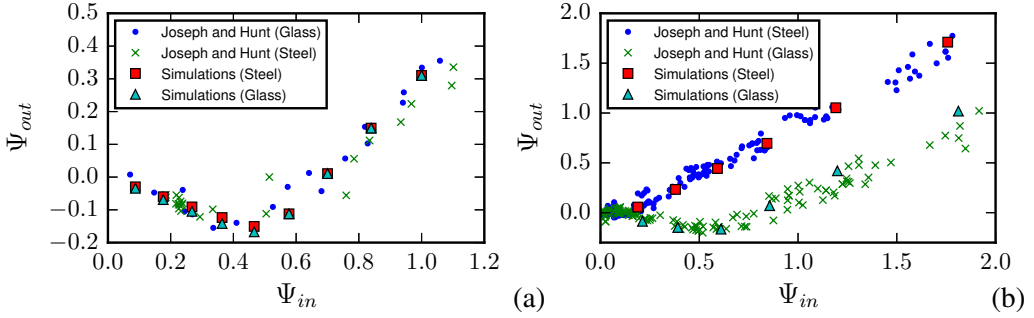 Ψout
0.5
0.4
0.3
0.2
0.1
0.0
−0.1
−0.2
Joseph and Hunt (Glass)
Joseph and Hunt (Steel)
Simulations (Steel)
Simulations (Glass)
0.0 0.2 0.4 0.6 0.8 1.0 1.2
Ψin
(a)
Ψout
2.0
1.5
1.0
0.5
0.0
Joseph and Hunt (Steel)
Joseph and Hunt (Glass)
Simulations (Steel)
Simulations (Glass)
0.0 0.5 1.0 1.5 2.0
Ψin
(b)